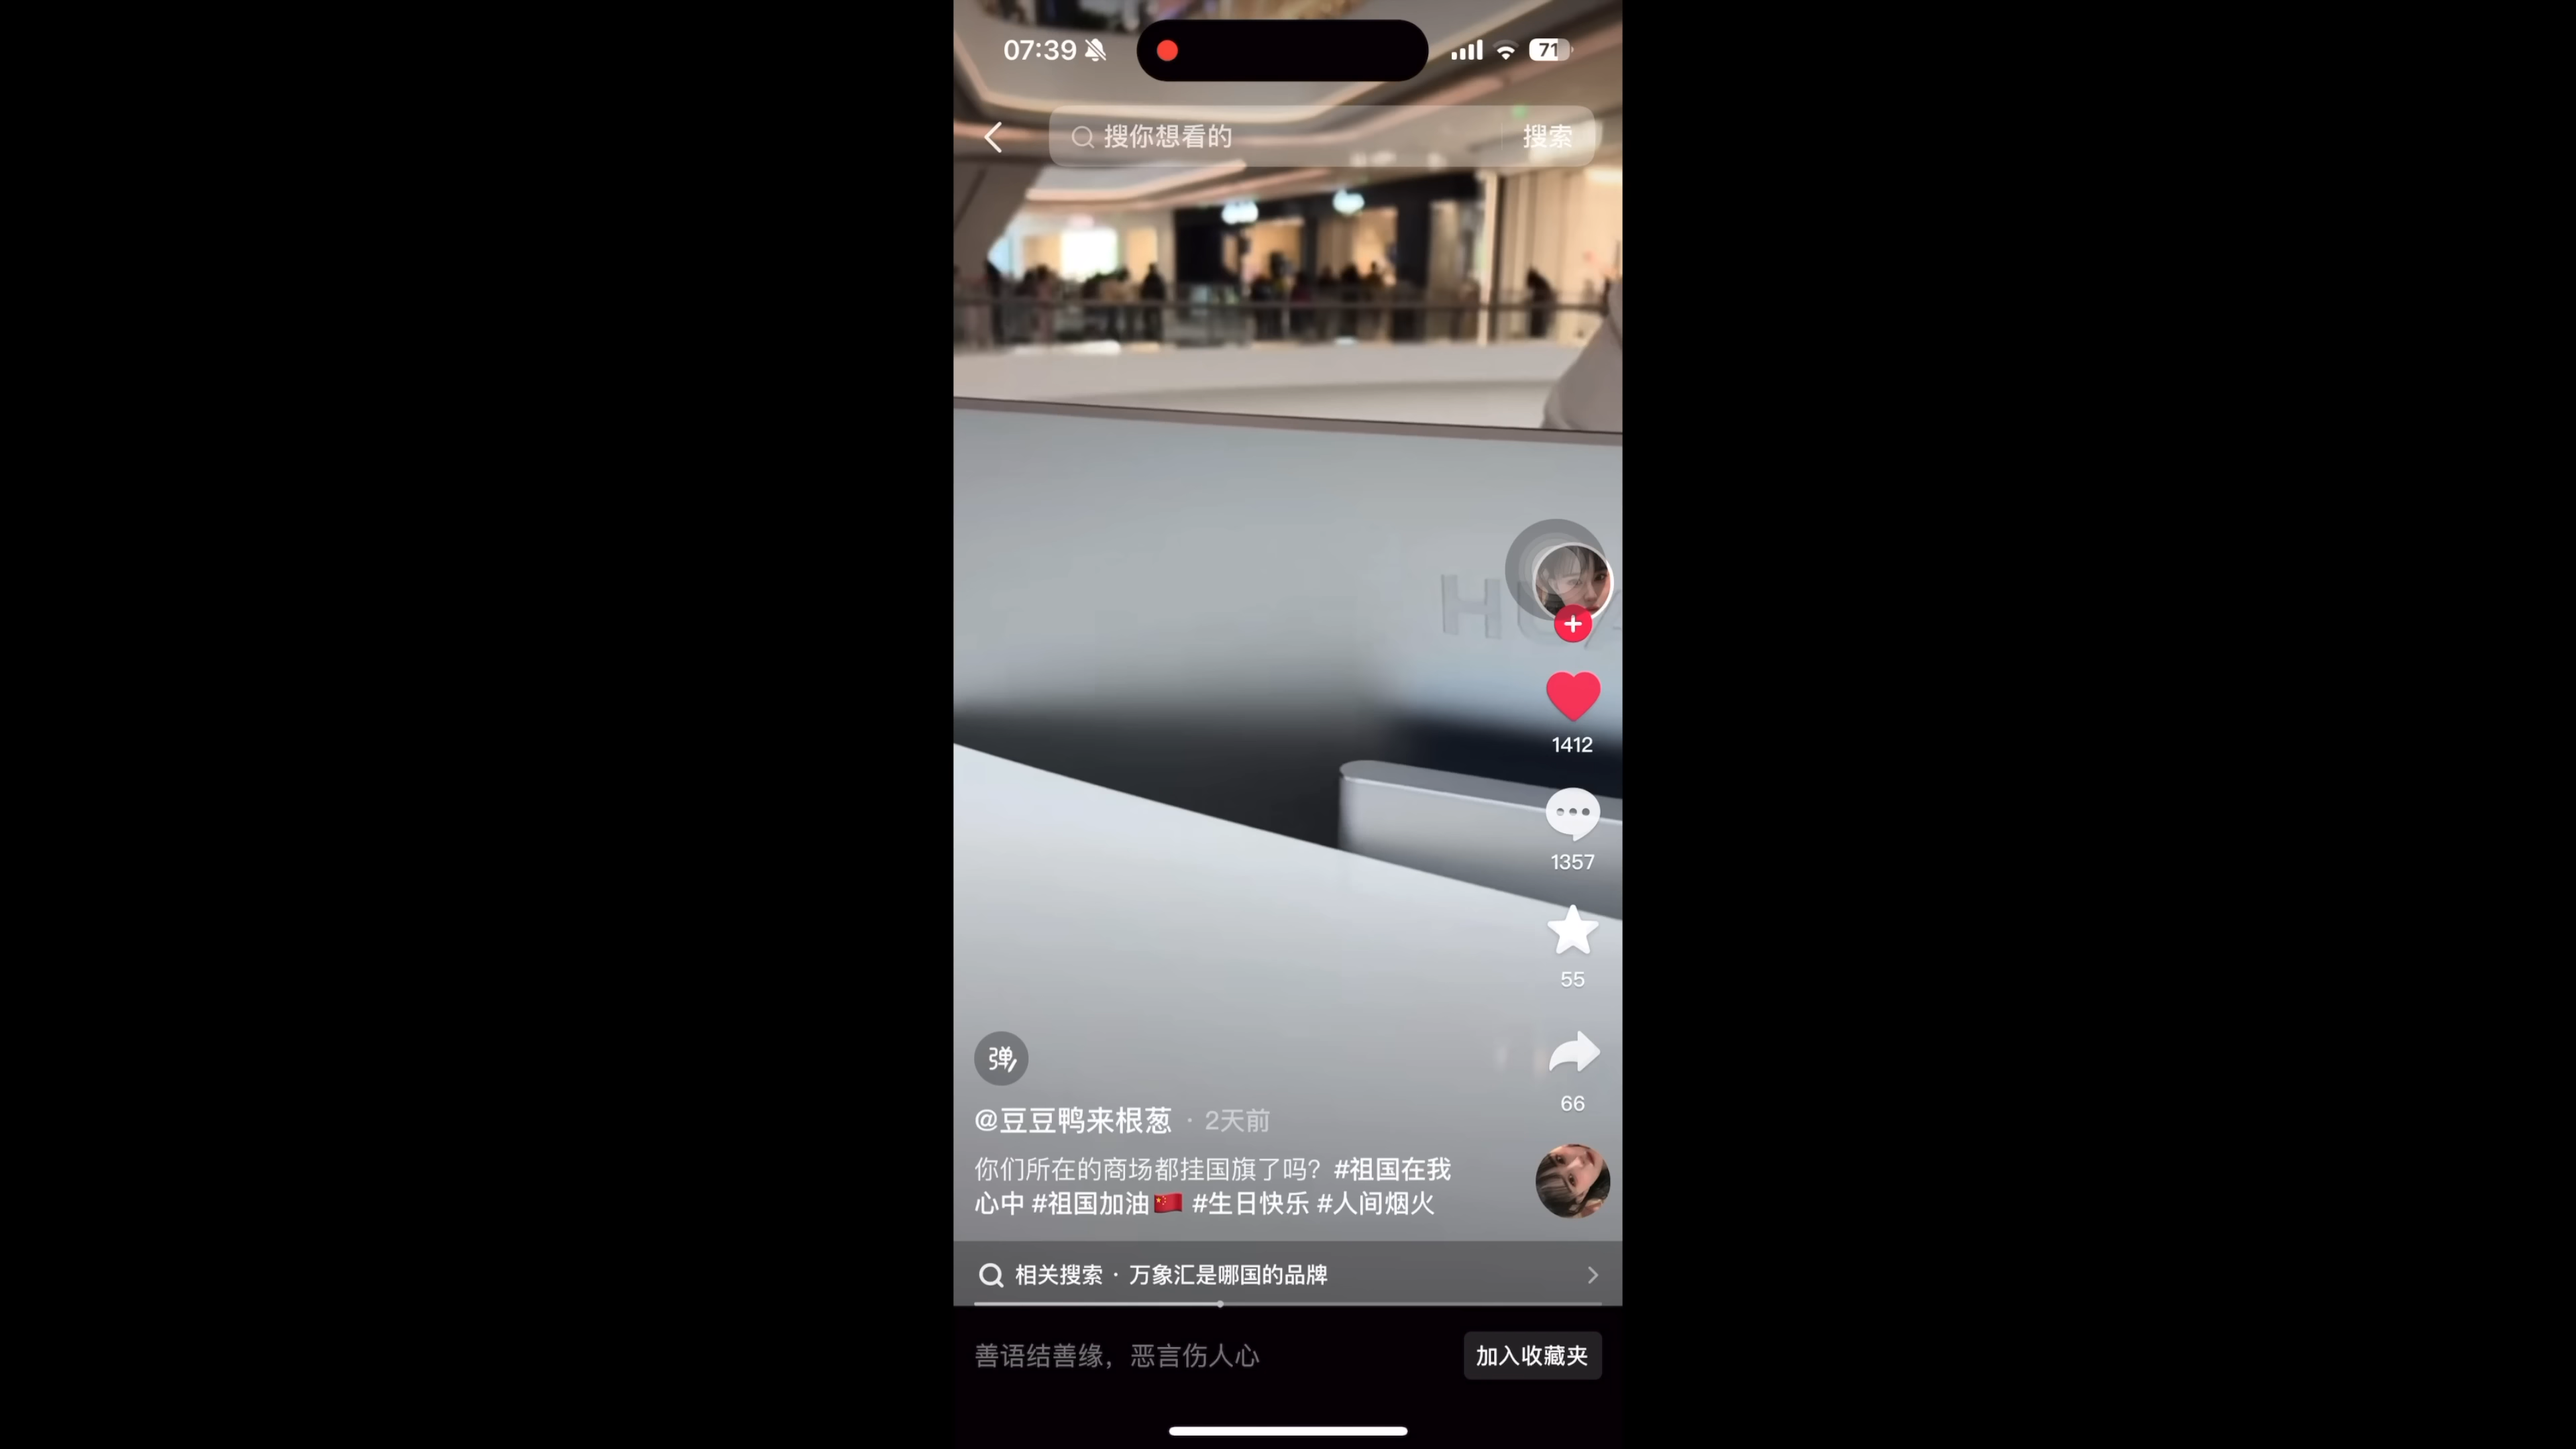 07:39
71
搜你想看的
搜索
1412
1357
55
66
弹
@豆豆鸭来根葱 · 2天前
你们所在的商场都挂国旗了吗？#祖国在我
心中 #祖国加油🇨🇳 #生日快乐 #人间烟火
相关搜索 · 万象汇是哪国的品牌
善语结善缘，恶言伤人心
加入收藏夹